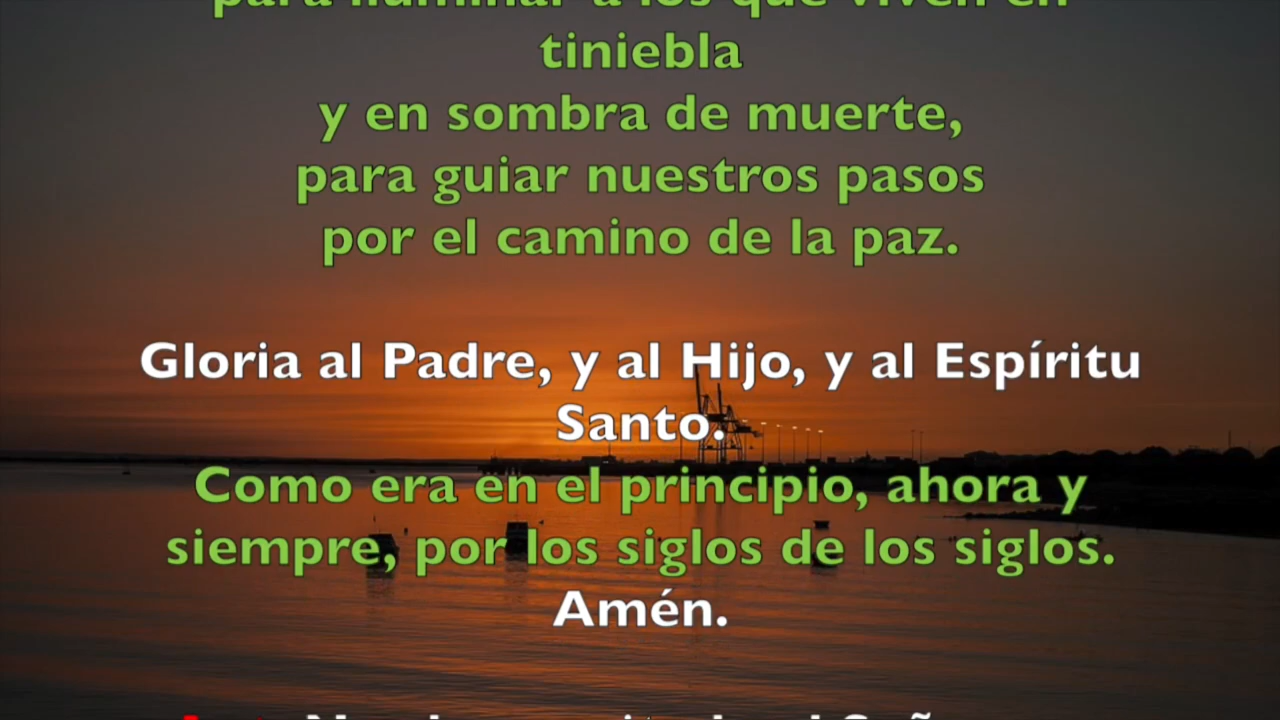 para iluminar a los que viven en
tiniebla
y en sombra de muerte,
para guiar nuestros pasos
por el camino de la paz.
Gloria al Padre, y al Hijo, y al Espíritu
Santo.
Como era en el principio, ahora y
siempre, por los siglos de los siglos.
Amén.